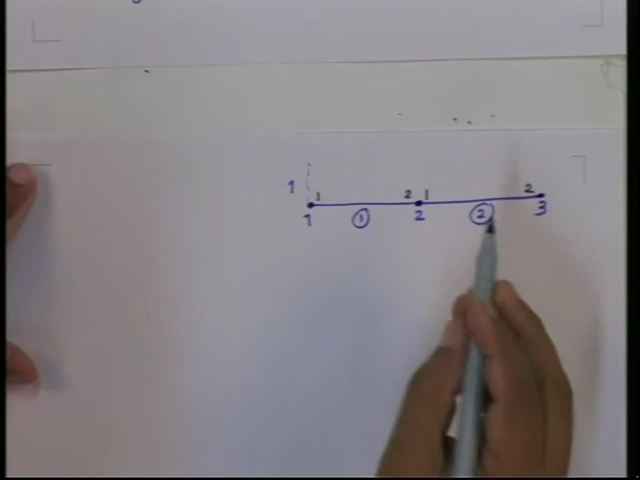 1 1 2 1 2
1 ① 2 ② 3